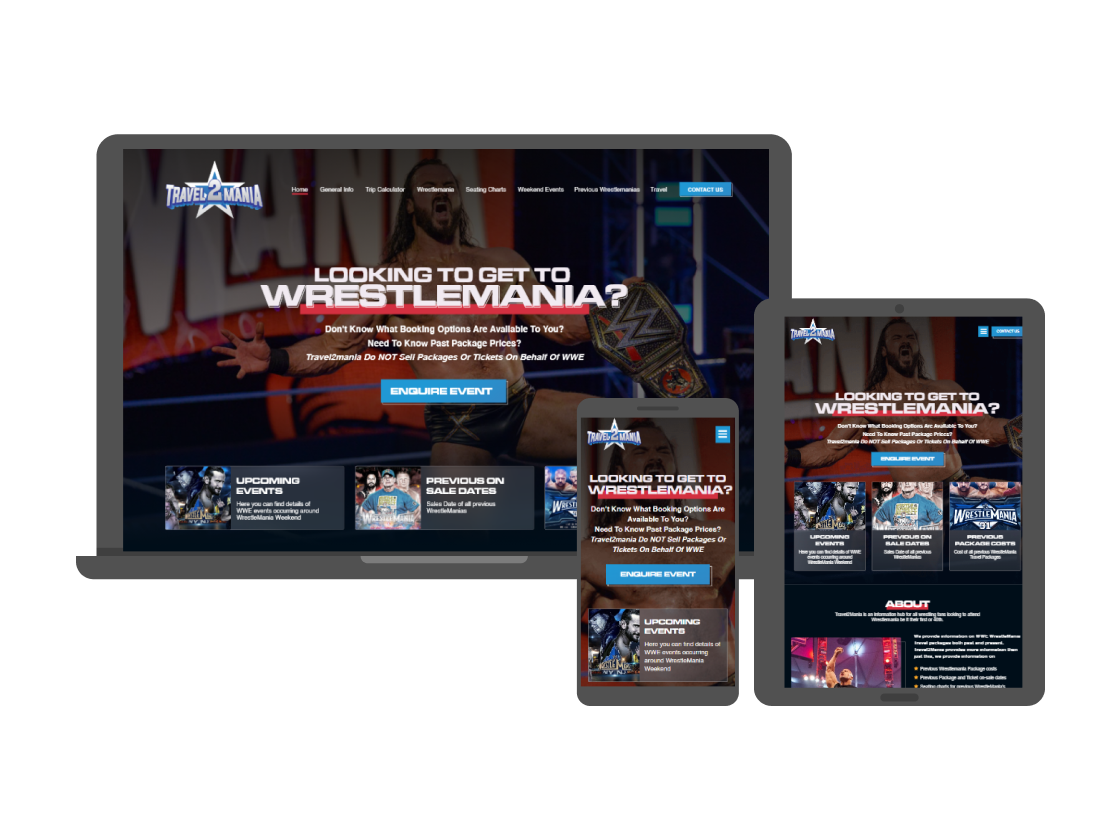 TRAVEL 2 MANIA
Home General Info Trip Calculator Wrestlemania Seating Charts Weekend Events Previous Wrestlemanias Travel CONTACT US
LOOKING TO GET TO
WRESTLEMANIA?
Don't Know What Booking Options Are Available To You?
Need To Know Past Package Prices?
Travel2mania Do NOT Sell Packages Or Tickets On Behalf Of WWE
ENQUIRE EVENT
UPCOMING
EVENTS
Here you can find details of
WWE events occurring around
WrestleMania Weekend
PREVIOUS ON
SALE DATES
Sales Date of all previous
WrestleManias
WRESTLEMANIA
TRAVEL 2 MANIA
LOOKING TO GET TO
WRESTLEMANIA?
Don't Know What Booking Options Are
Available To You?
Need To Know Past Package Prices?
Travel2mania Do NOT Sell Packages Or
Tickets On Behalf Of WWE
ENQUIRE EVENT
UPCOMING
EVENTS
Here you can find details of
WWE events occurring
around WrestleMania
Weekend
NY NJ
TRAVEL 2 MANIA
CONTACT US
LOOKING TO GET TO
WRESTLEMANIA?
Don't Know What Booking Options Are Available To You?
Need To Know Past Package Prices?
Travel2mania Do NOT Sell Packages Or Tickets On Behalf Of WWE
ENQUIRE EVENT
WRESTLEMANIA
UPCOMING
EVENTS
Here you can find details of WWE
events occurring around
WrestleMania Weekend
PREVIOUS ON
SALE DATES
Sales Date of all previous
WrestleManias
PREVIOUS
PACKAGE COSTS
Cost of all previous WrestleMania
Travel Packages
ABOUT
Travel2Mania is an information hub for all wrestling fans looking to attend
Wrestlemania be it their first or 40th.
We provide information on WWE WrestleMania
travel packages both past and present.
Travel2Mania provides more information than
just this, we provide information on
Previous Wrestlemania Package costs
Previous Package and Ticket on-sale dates
Seating charts for previous WrestleMania's